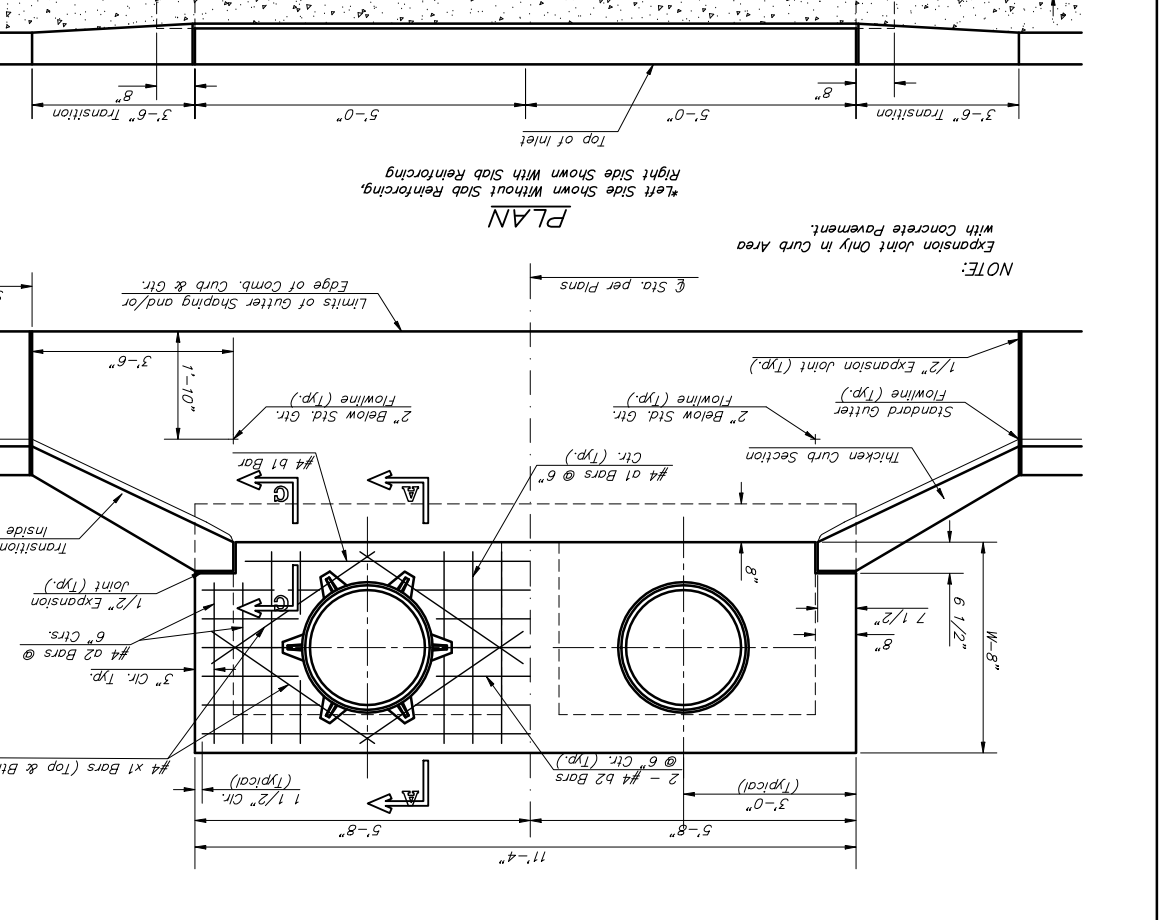 11'-4"
5'-8"
5'-8"
3'-0"
(Typical)
1 1/2" Clr.
(Typical)
A
2 - #4 b2 Bars
@ 6" Ctr. (Typ.)
#4 x1 Bars (Top &
W-8"
6 1/2"
8"
7 1/2"
8"
3" Clr. Typ.
#4 a2 Bars @
6" Ctrs.
1/2" Expansion
Joint (Typ.)
C
C
A
Transition
Inside
Thicken Curb Section
#4 a1 Bars @ 6"
Ctr. (Typ.)
#4 b1 Bar
Standard Gutter
Flowline (Typ.)
2" Below Std. Gtr.
Flowline (Typ.)
2" Below Std. Gtr.
Flowline (Typ.)
1'-10"
3'-6"
1/2" Expansion Joint (Typ.)
Limits of Gutter Shaping and/or
Edge of Comb. Curb & Gtr.
℄ Sta. per Plans
NOTE:
Expansion Joint Only in Curb Area
with Concrete Pavement.
PLAN
*Left Side Shown Without Slab Reinforcing,
Right Side Shown With Slab Reinforcing
Top of Inlet
3'-6" Transition
5'-0"
5'-0"
3'-6" Transition
8"
8"